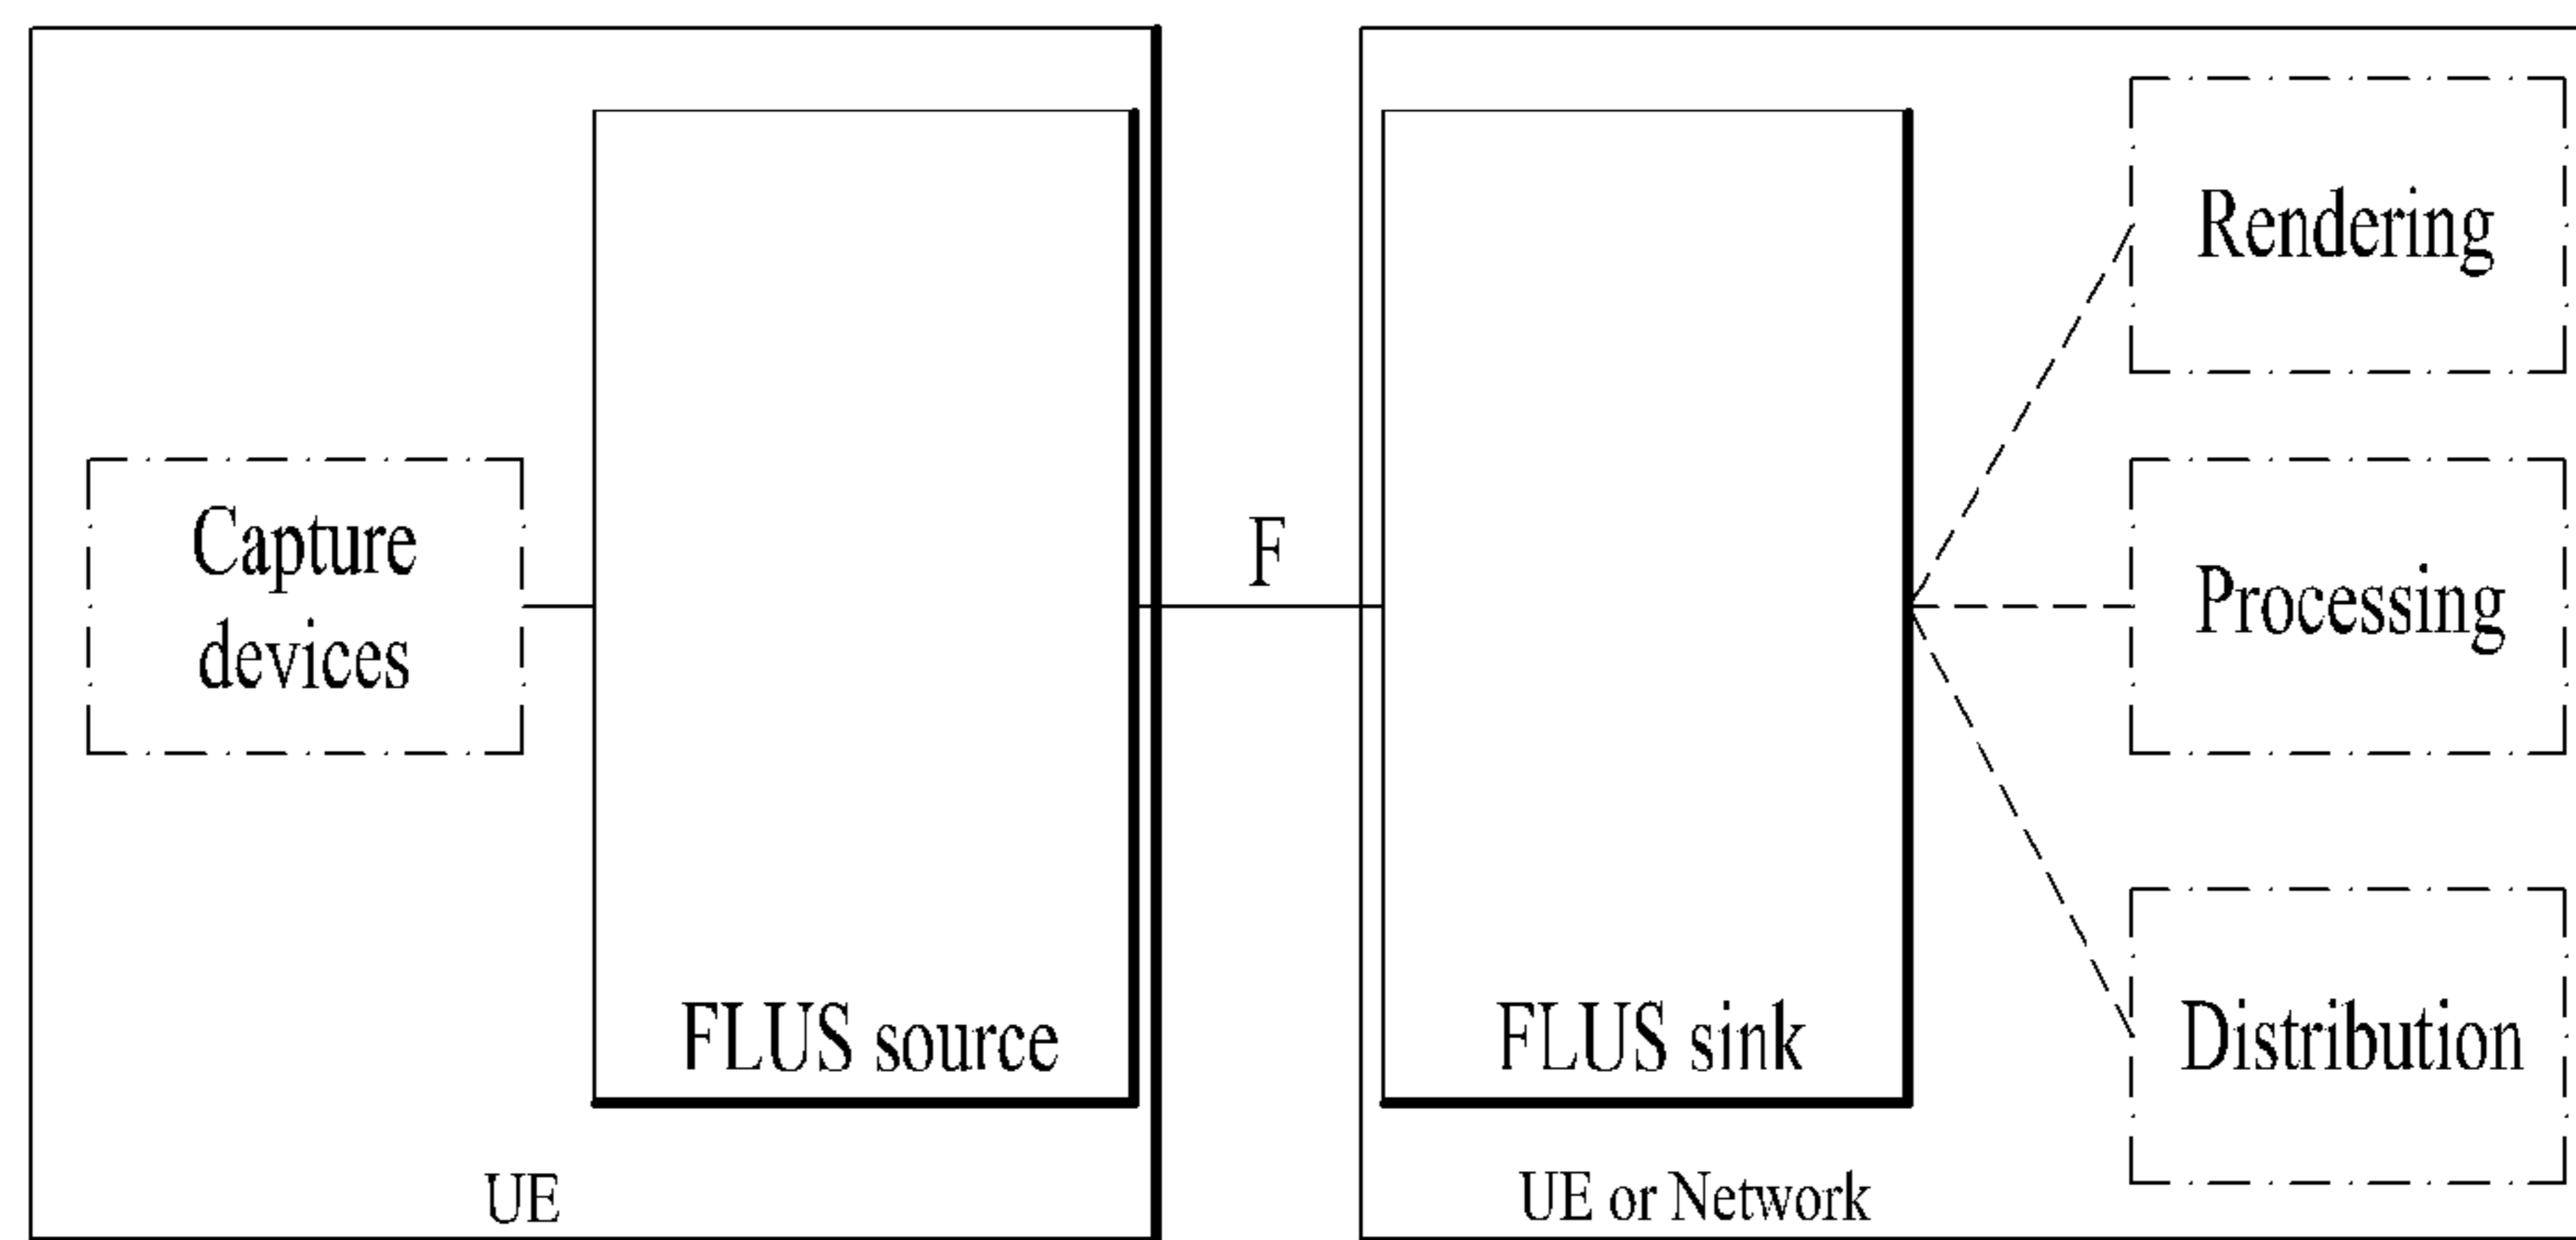 Capture
devices
FLUS source
UE
F
FLUS sink
UE or Network
Rendering
Processing
Distribution